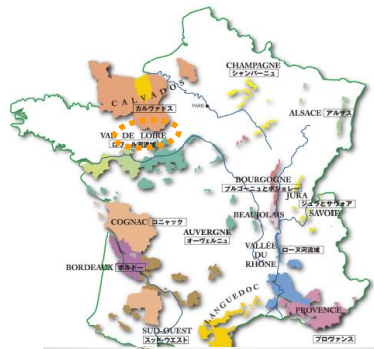 CHAMPAGNE
シャンパーニュ
CALVADOS
カルヴァドス
PARIS
ALSACE アルザス
VAL DE LOIRE
ロワール河流域
BOURGOGNE
ブルゴーニュとボジョレー
JURA
ジュラとサヴォア
SAVOIE
BEAUJOLAIS
COGNAC コニャック
AUVERGNE
オーヴェルニュ
VALLÉE
DU
RHÔNE
ローヌ河流域
BORDEAUX ボルドー
LANGUEDOC
PROVENCE
プロヴァンス
SUD-OUEST
スッド・ウエスト